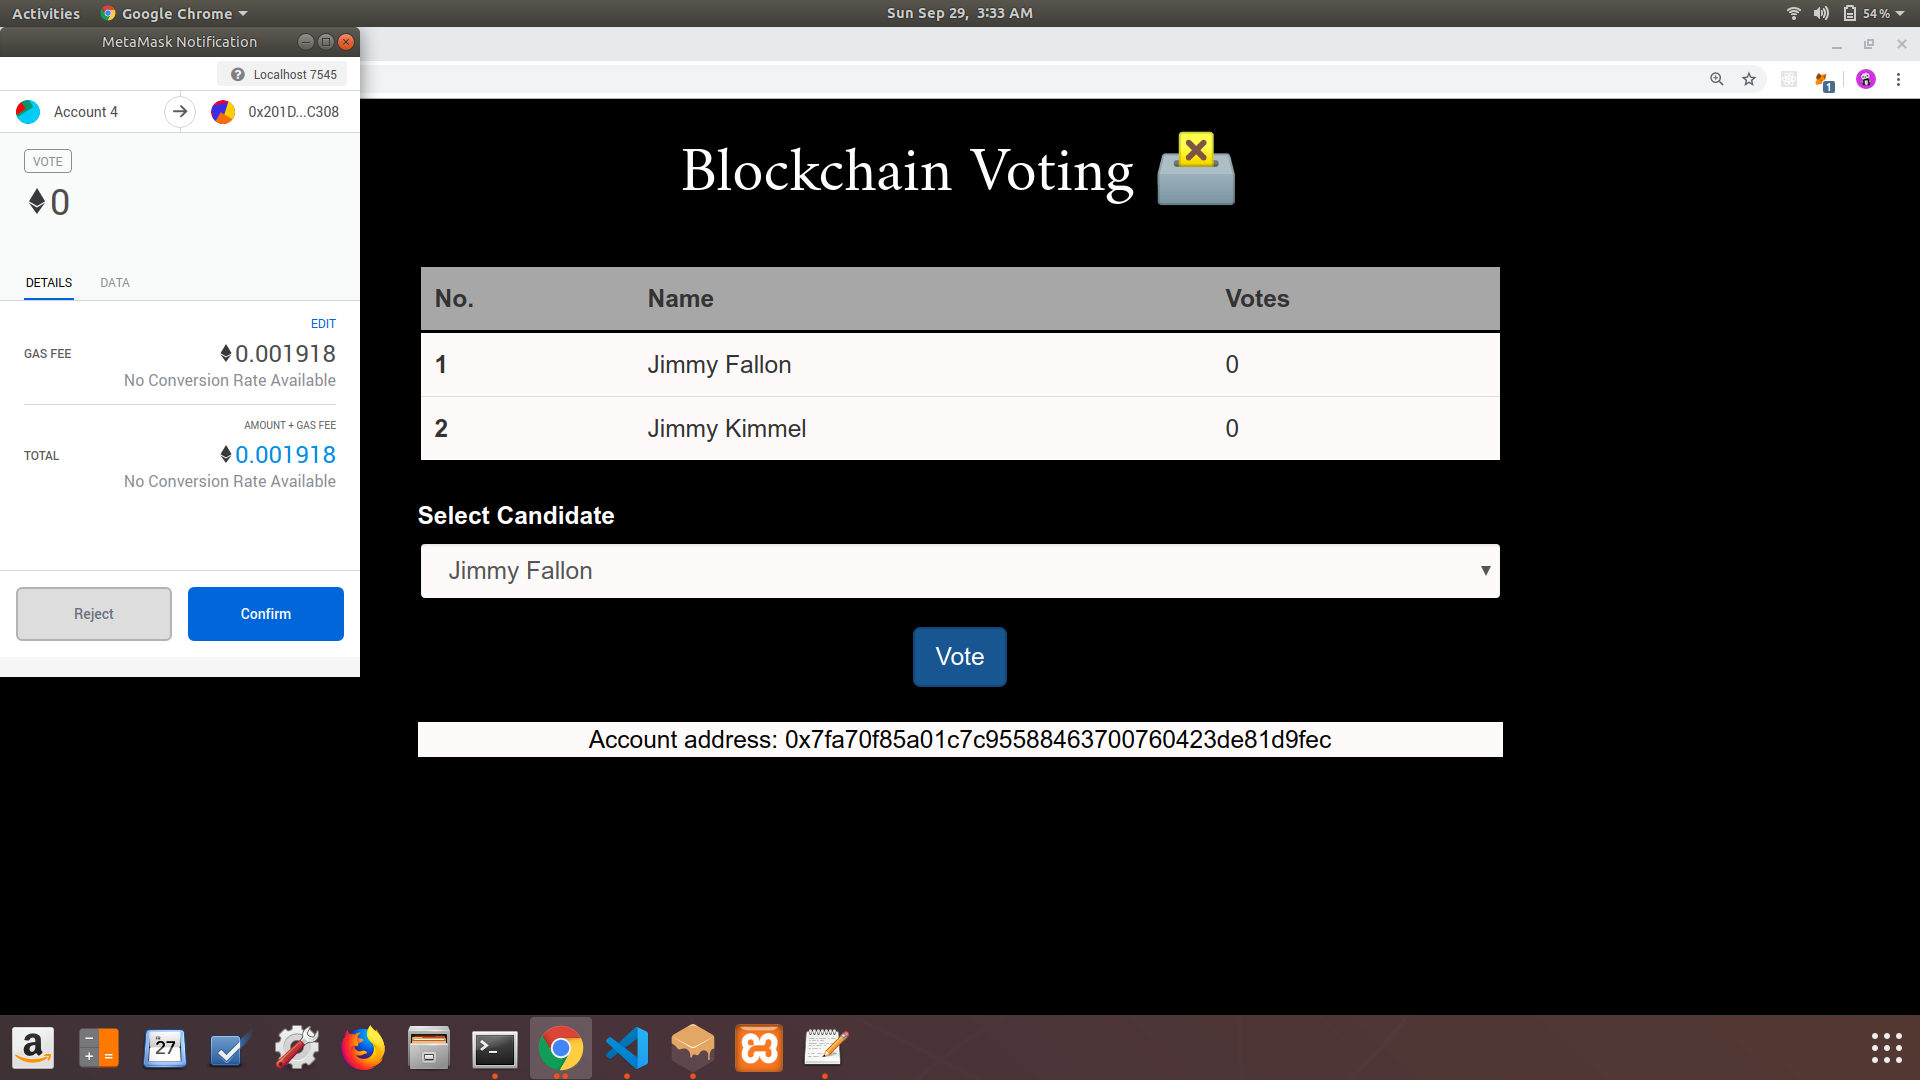 Activities Google Chrome Sun Sep 29, 3:33 AM 54 %
MetaMask Notification
? Localhost 7545
1
Account 4 0x201D...C308
VOTE
0
DETAILS DATA
EDIT
GAS FEE 0.001918
No Conversion Rate Available
AMOUNT + GAS FEE
TOTAL 0.001918
No Conversion Rate Available
Reject Confirm
Blockchain Voting
No. Name Votes
1 Jimmy Fallon 0
2 Jimmy Kimmel 0
Select Candidate
Jimmy Fallon
Vote
Account address: 0x7fa70f85a01c7c95588463700760423de81d9fec
a
27
>_